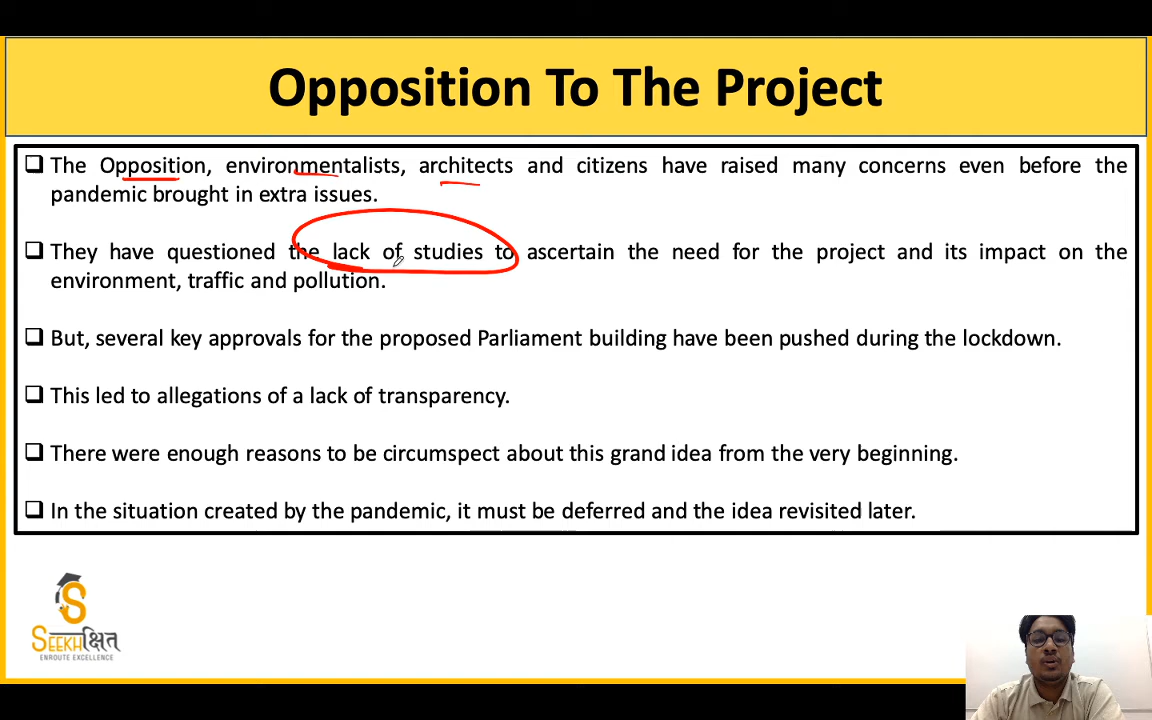 Opposition To The Project
❑ The Opposition, environmentalists, architects and citizens have raised many concerns even before the
pandemic brought in extra issues.
❑ They have questioned the lack of studies to ascertain the need for the project and its impact on the
environment, traffic and pollution.
❑ But, several key approvals for the proposed Parliament building have been pushed during the lockdown.
❑ This led to allegations of a lack of transparency.
❑ There were enough reasons to be circumspect about this grand idea from the very beginning.
❑ In the situation created by the pandemic, it must be deferred and the idea revisited later.
S
SEEKHक्षित
ENROUTE EXCELLENCE